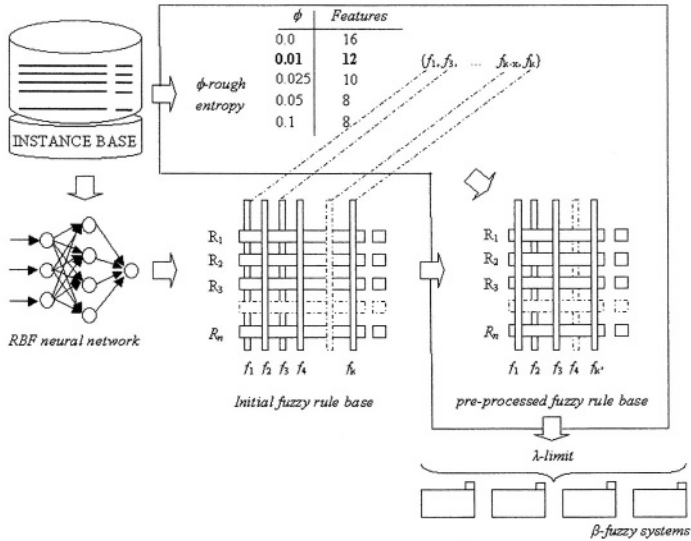 ϕ Features
0.0 16
0.01 12
0.025 10
0.05 8
0.1 8
ϕ-rough
entropy
{f1, f3, ... fk-x, fk}
INSTANCE BASE
RBF neural network
R1
R2
R3
Rn
f1 f2 f3 f4 fk
Initial fuzzy rule base
R1
R2
R3
Rn
f1 f2 f3 f4 fk'
pre-processed fuzzy rule base
λ-limit
β-fuzzy systems